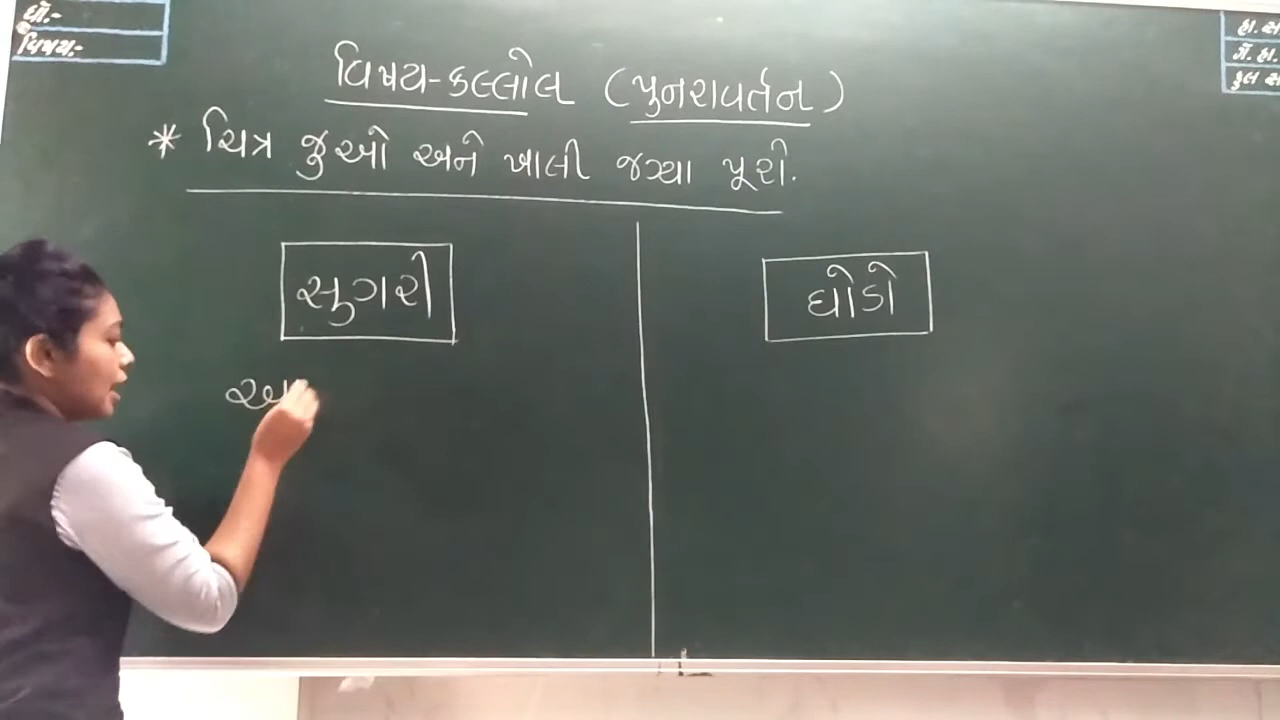 ધો.-
વિષય:-
હા.
ગે. હા.
કુલ
વિષય-કલ્લોલ (પુનરાવર્તન)
* ચિત્ર જુઓ અને ખાલી જગ્યા પૂરો.
સુગરી
ઘોડો